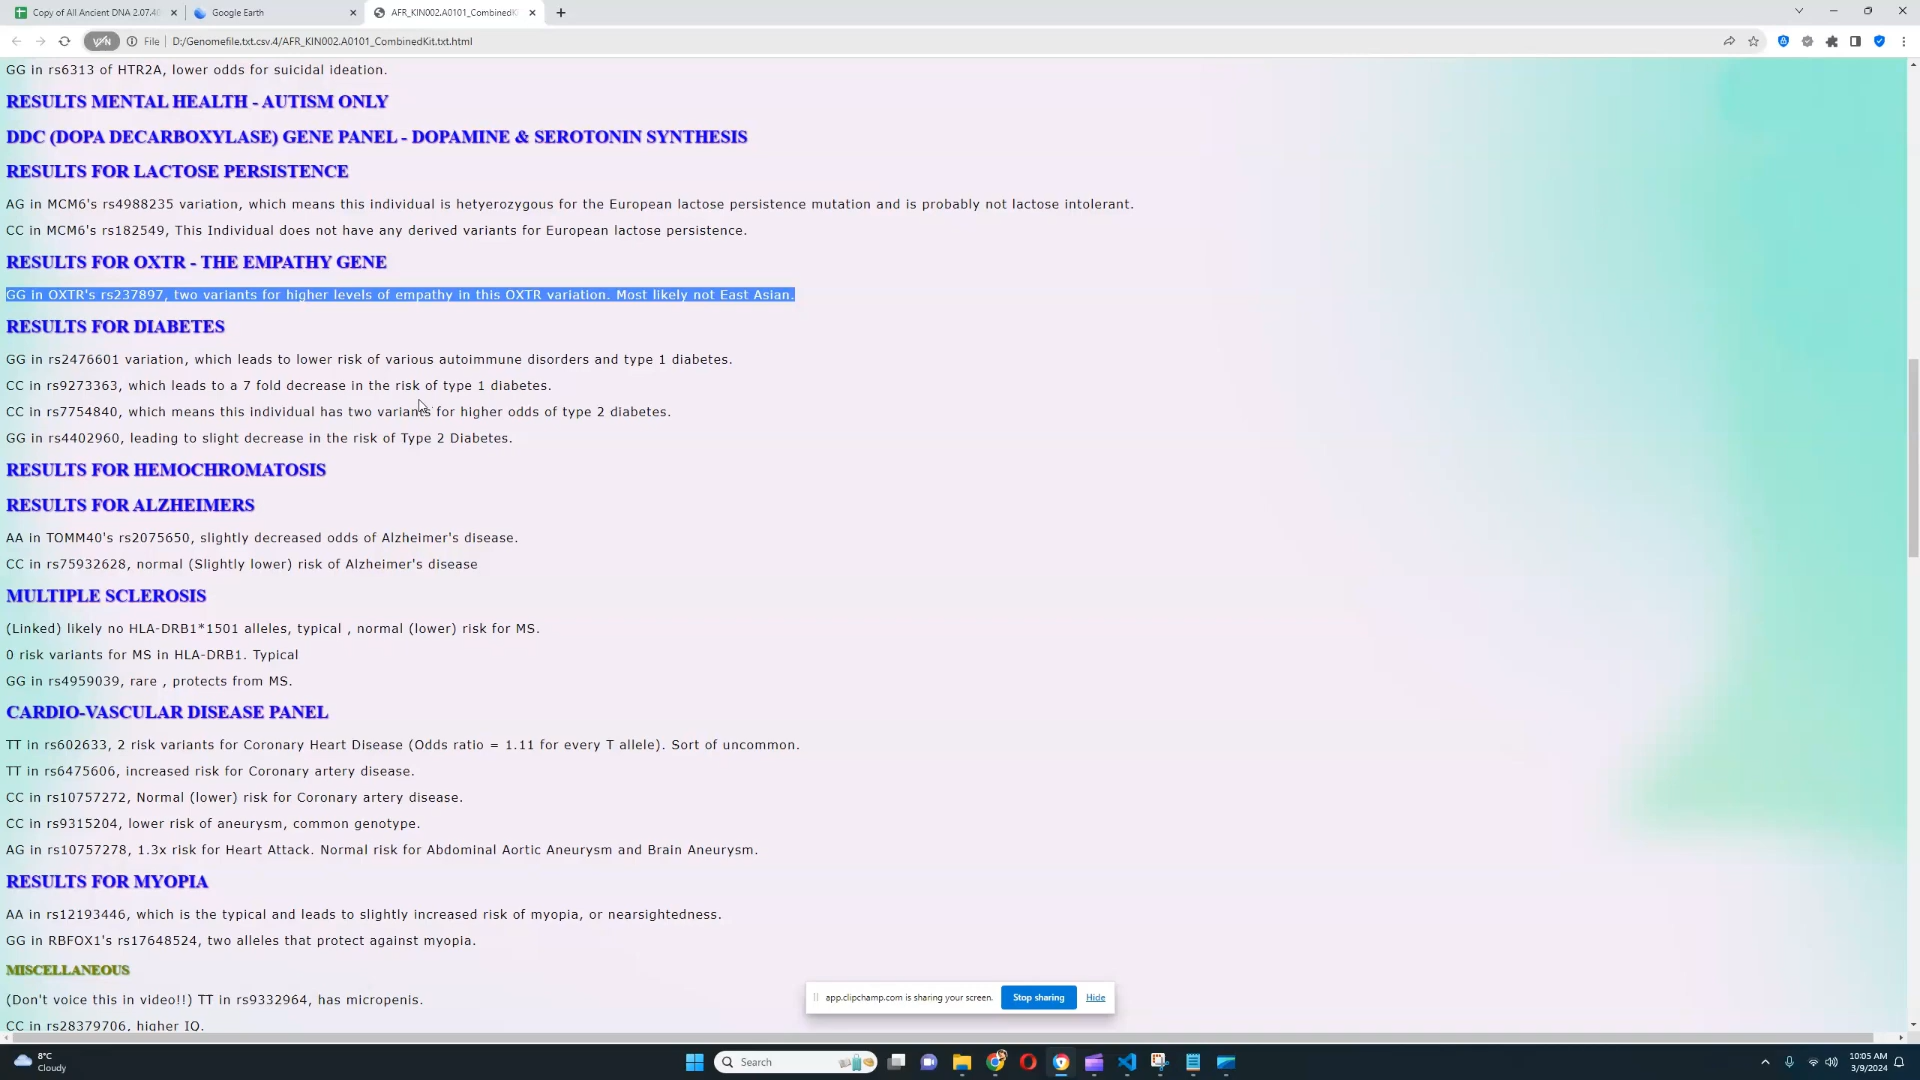 Copy of All Ancient DNA 2.07.40
Google Earth
AFR_KIN002.A0101_CombinedK
File
D:/Genomefile.txt.csv.4/AFR_KIN002.A0101_CombinedKit.txt.html
GG in rs6313 of HTR2A, lower odds for suicidal ideation.
RESULTS MENTAL HEALTH - AUTISM ONLY
DDC (DOPA DECARBOXYLASE) GENE PANEL - DOPAMINE & SEROTONIN SYNTHESIS
RESULTS FOR LACTOSE PERSISTENCE
AG in MCM6's rs4988235 variation, which means this individual is hetyerozygous for the European lactose persistence mutation and is probably not lactose intolerant.
CC in MCM6's rs182549, This Individual does not have any derived variants for European lactose persistence.
RESULTS FOR OXTR - THE EMPATHY GENE
GG in OXTR's rs237897, two variants for higher levels of empathy in this OXTR variation. Most likely not East Asian.
RESULTS FOR DIABETES
GG in rs2476601 variation, which leads to lower risk of various autoimmune disorders and type 1 diabetes.
CC in rs9273363, which leads to a 7 fold decrease in the risk of type 1 diabetes.
CC in rs7754840, which means this individual has two variants for higher odds of type 2 diabetes.
GG in rs4402960, leading to slight decrease in the risk of Type 2 Diabetes.
RESULTS FOR HEMOCHROMATOSIS
RESULTS FOR ALZHEIMERS
AA in TOMM40's rs2075650, slightly decreased odds of Alzheimer's disease.
CC in rs75932628, normal (Slightly lower) risk of Alzheimer's disease
MULTIPLE SCLEROSIS
(Linked) likely no HLA-DRB1*1501 alleles, typical , normal (lower) risk for MS.
0 risk variants for MS in HLA-DRB1. Typical
GG in rs4959039, rare , protects from MS.
CARDIO-VASCULAR DISEASE PANEL
TT in rs602633, 2 risk variants for Coronary Heart Disease (Odds ratio = 1.11 for every T allele). Sort of uncommon.
TT in rs6475606, increased risk for Coronary artery disease.
CC in rs10757272, Normal (lower) risk for Coronary artery disease.
CC in rs9315204, lower risk of aneurysm, common genotype.
AG in rs10757278, 1.3x risk for Heart Attack. Normal risk for Abdominal Aortic Aneurysm and Brain Aneurysm.
RESULTS FOR MYOPIA
AA in rs12193446, which is the typical and leads to slightly increased risk of myopia, or nearsightedness.
GG in RBFOX1's rs17648524, two alleles that protect against myopia.
MISCELLANEOUS
(Don't voice this in video!!) TT in rs9332964, has micropenis.
CC in rs28379706, higher IQ.
app.clipchamp.com is sharing your screen.
Stop sharing
Hide
8°C
Cloudy
Search
10:05 AM
3/9/2024